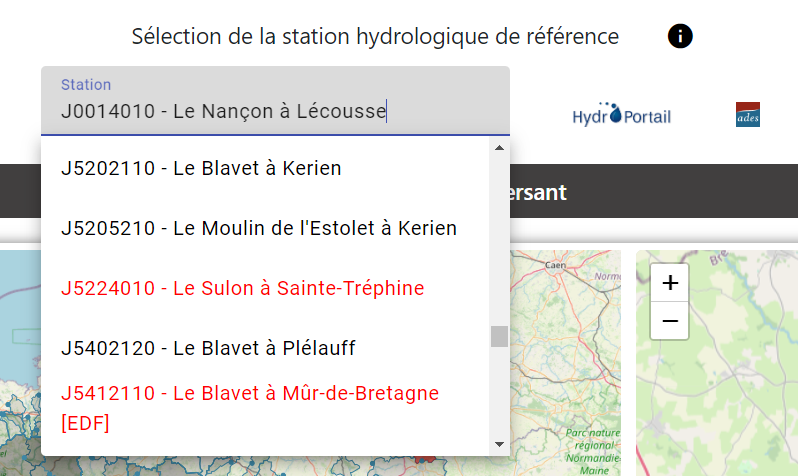 Sélection de la station hydrologique de référence
Station
J0014010 - Le Nançon à Lécousse
HydroPortail
ades
J5202110 - Le Blavet à Kerien
ersant
J5205210 - Le Moulin de l'Estolet à Kerien
Caen
Norm
Bre
J5224010 - Le Sulon à Sainte-Tréphine
+
−
J5402120 - Le Blavet à Plélauff
J5412110 - Le Blavet à Mûr-de-Bretagne
[EDF]
Parc nature
régional
Normandie-
Maine